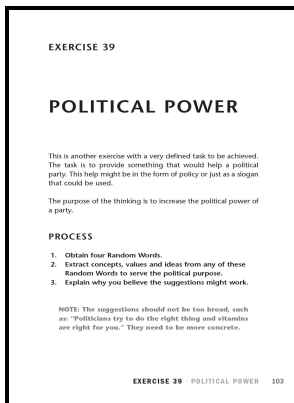 EXERCISE 39
POLITICAL POWER
This is another exercise with a very defined task to be achieved.
The task is to provide something that would help a political
party. This help might be in the form of policy or just as a slogan
that could be used.
The purpose of the thinking is to increase the political power of
a party.
PROCESS
1. Obtain four Random Words.
2. Extract concepts, values and ideas from any of these
Random Words to serve the political purpose.
3. Explain why you believe the suggestions might work.
NOTE: The suggestions should not be too broad, such
as: “Politicians try to do the right thing and vitamins
are right for you.” They need to be more concrete.
EXERCISE 39 · POLITICAL POWER 103